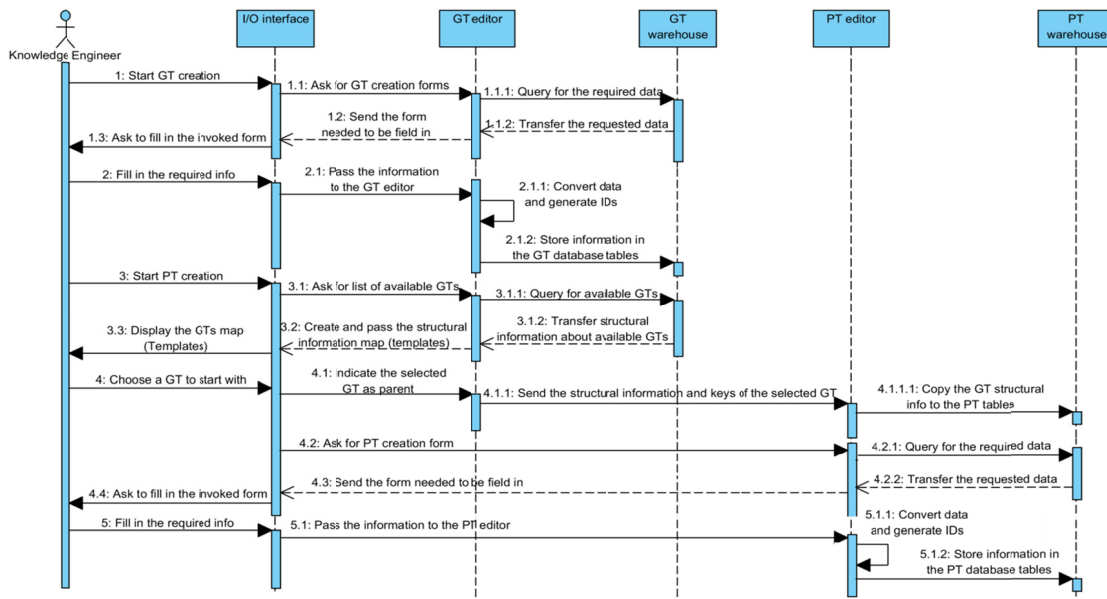 I/O interface
GT editor
GT
warehouse
PT editor
PT
warehouse
Knowledge Engineer
1: Start GT creation
1.1: Ask for GT creation forms
1.1.1: Query for the required data
1.2: Send the form
needed to be field in
1.1.2: Transfer the requested data
1.3: Ask to fill in the invoked form
2: Fill in the required info
2.1: Pass the information
to the GT editor
2.1.1: Convert data
and generate IDs
2.1.2: Store information in
the GT database tables
3: Start PT creation
3.1: Ask for list of available GTs
3.1.1: Query for available GTs
3.1.2: Transfer structural
information about available GTs
3.2: Create and pass the structural
information map (templates)
3.3: Display the GTs map
(Templates)
4: Choose a GT to start with
4.1: Indicate the selected
GT as parent
4.1.1: Send the structural information and keys of the selected GT
4.1.1.1: Copy the GT structural
info to the PT tables
4.2: Ask for PT creation form
4.2.1: Query for the required data
4.2.2: Transfer the requested data
4.3: Send the form needed to be field in
4.4: Ask to fill in the invoked form
5: Fill in the required info
5.1: Pass the information to the PT editor
5.1.1: Convert data
and generate IDs
5.1.2: Store information in
the PT database tables